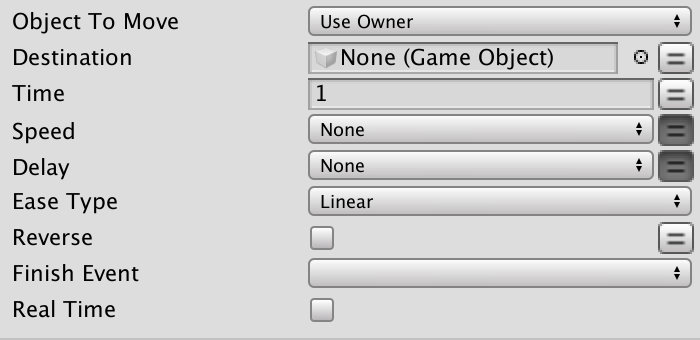 Object To Move Use Owner
Destination None (Game Object)
Time 1
Speed None
Delay None
Ease Type Linear
Reverse
Finish Event
Real Time